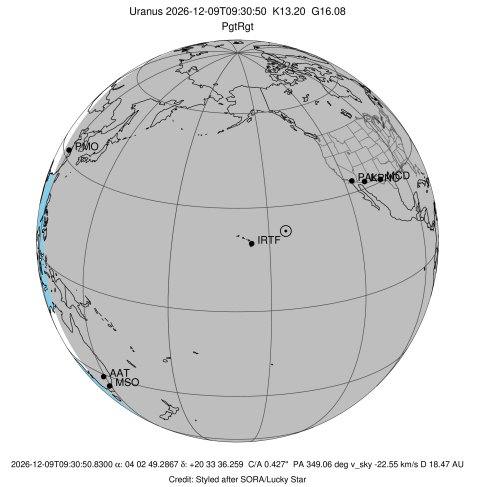 Uranus 2026-12-09T09:30:50 K13.20 G16.08
PgtRgt
PMO
MCD
IRTF
AAT
MSO
2026-12-09T09:30:50.8300 α: 04 02 49.2867 δ: +20 33 36.259 C/A 0.427" PA 349.06 deg v_sky -22.55 km/s D 18.47 AU
Credit: Styled after SORA/Lucky Star